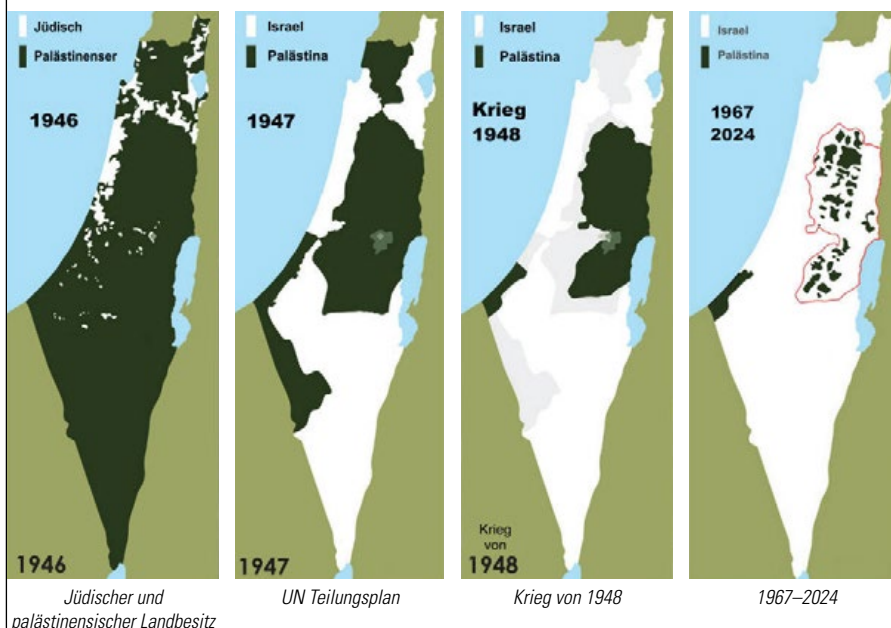 Jüdisch
Palästinenser
1946
1946
Jüdischer und
palästinensischer Landbesitz
Israel
Palästina
1947
1947
UN Teilungsplan
Israel
Palästina
Krieg
1948
Krieg
von
1948
Krieg von 1948
Israel
Palästina
1967
2024
1967–2024